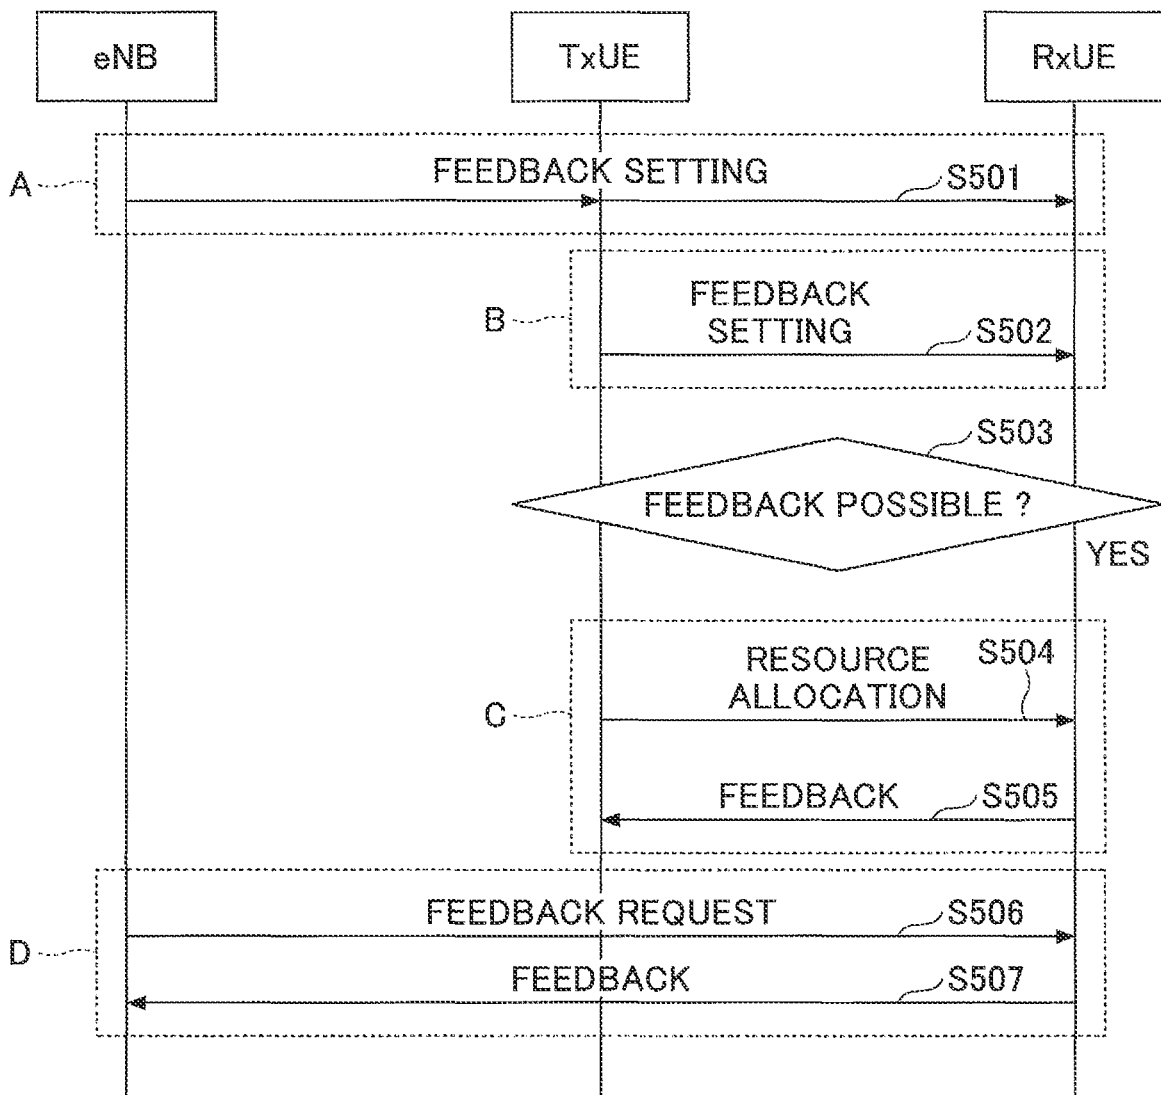 eNB
TxUE
RxUE
A
FEEDBACK SETTING
S501
B
FEEDBACK
SETTING
S502
S503
FEEDBACK POSSIBLE ?
YES
C
RESOURCE
ALLOCATION
S504
FEEDBACK
S505
D
FEEDBACK REQUEST
S506
FEEDBACK
S507